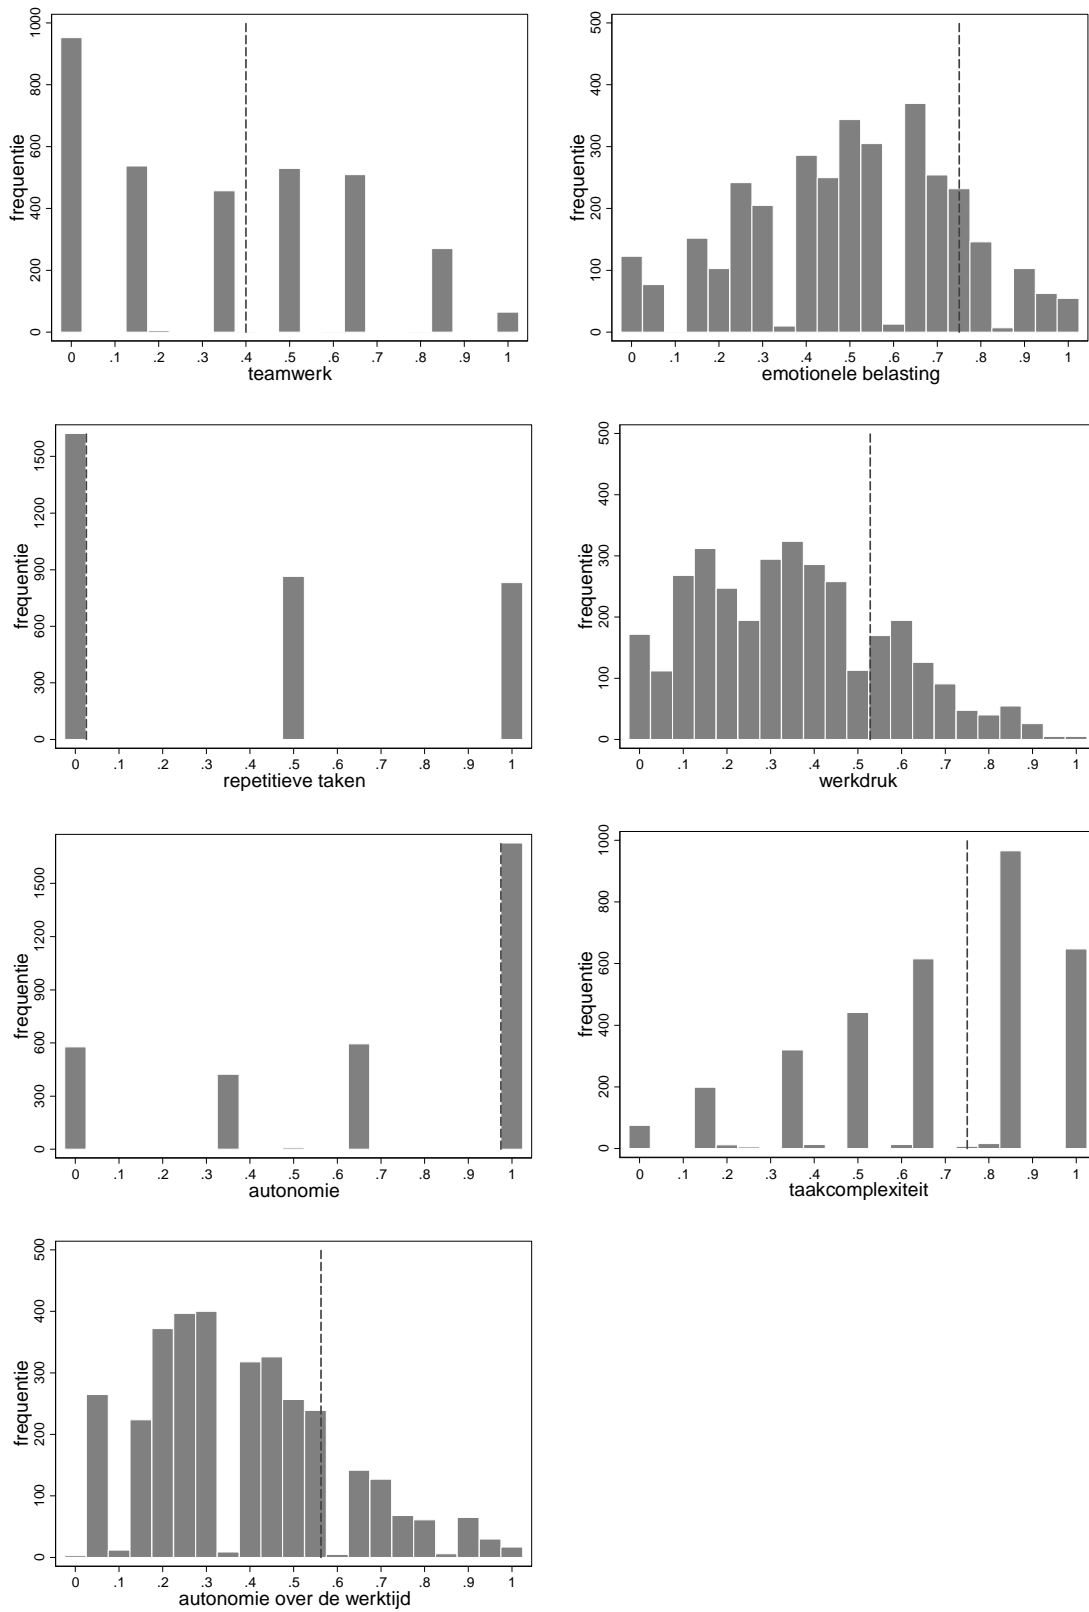 1000
800
600
400
200
0
frequentie
0 .1 .2 .3 .4 .5 .6 .7 .8 .9 1
teamwerk
500
400
300
200
100
0
frequentie
0 .1 .2 .3 .4 .5 .6 .7 .8 .9 1
emotionele belasting
1500
1200
900
600
300
0
frequentie
0 .1 .2 .3 .4 .5 .6 .7 .8 .9 1
repetitieve taken
500
400
300
200
100
0
frequentie
0 .1 .2 .3 .4 .5 .6 .7 .8 .9 1
werkdruk
1500
1200
900
600
300
0
frequentie
0 .1 .2 .3 .4 .5 .6 .7 .8 .9 1
autonomie
1000
800
600
400
200
0
frequentie
0 .1 .2 .3 .4 .5 .6 .7 .8 .9 1
taakcomplexiteit
500
400
300
200
100
0
frequentie
0 .1 .2 .3 .4 .5 .6 .7 .8 .9 1
autonomie over de werktijd